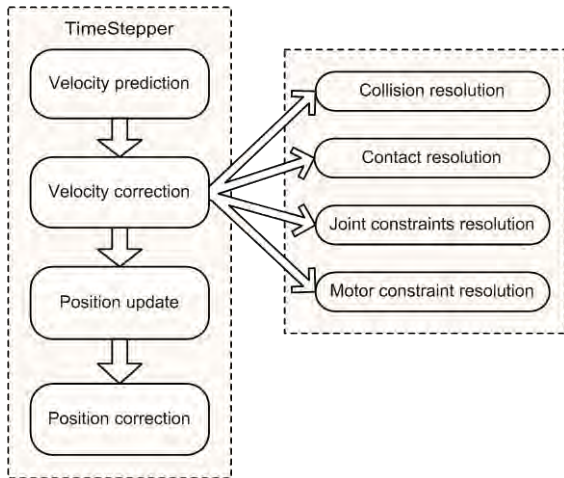 TimeStepper
Velocity prediction
Velocity correction
Position update
Position correction
Collision resolution
Contact resolution
Joint constraints resolution
Motor constraint resolution